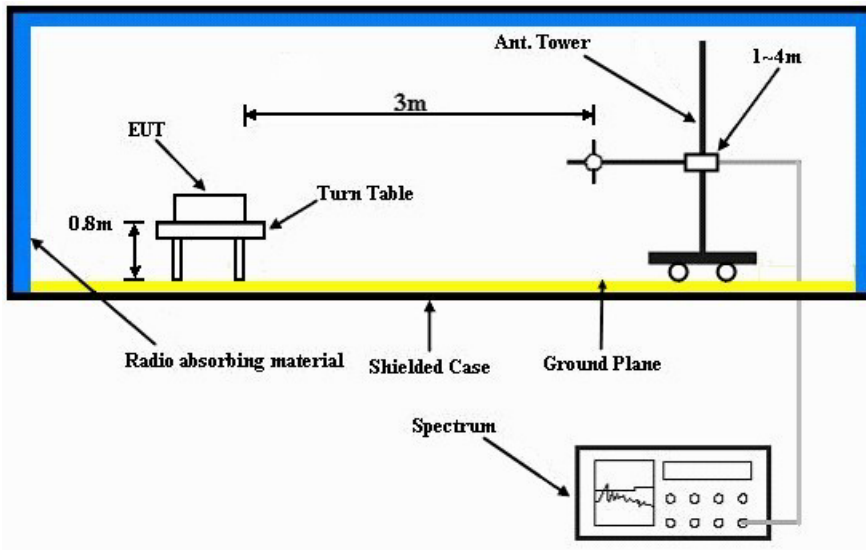 Ant. Tower
1~4m
3m
EUT
Turn Table
0.8m
Radio absorbing material
Shielded Case
Ground Plane
Spectrum